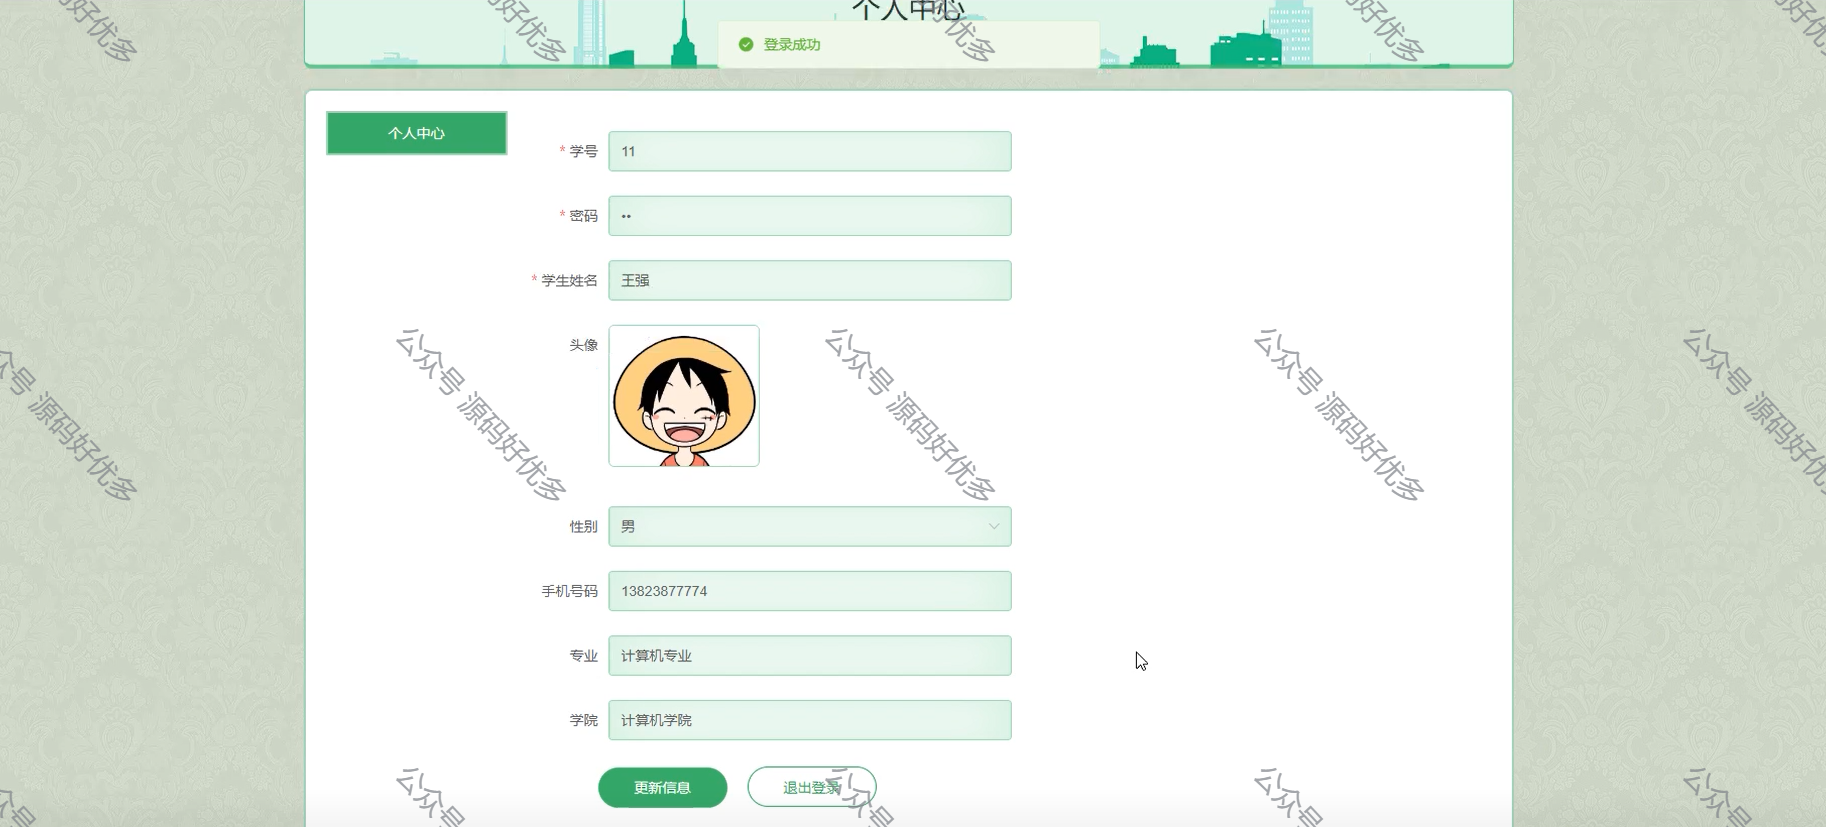 个人中心
登录成功
个人中心
* 学号 11
* 密码 ••
* 学生姓名 王强
头像
性别 男
手机号码 13823877774
专业 计算机专业
学院 计算机学院
更新信息 退出登录
好优多
好优多
好优多
好优多
公众号 源码好优多
公众号 源码好优多
公众号 源码好优多
公众号 源码好优多
公众号 源码好优多
公众号
公众号
公众号
公众号
公众号